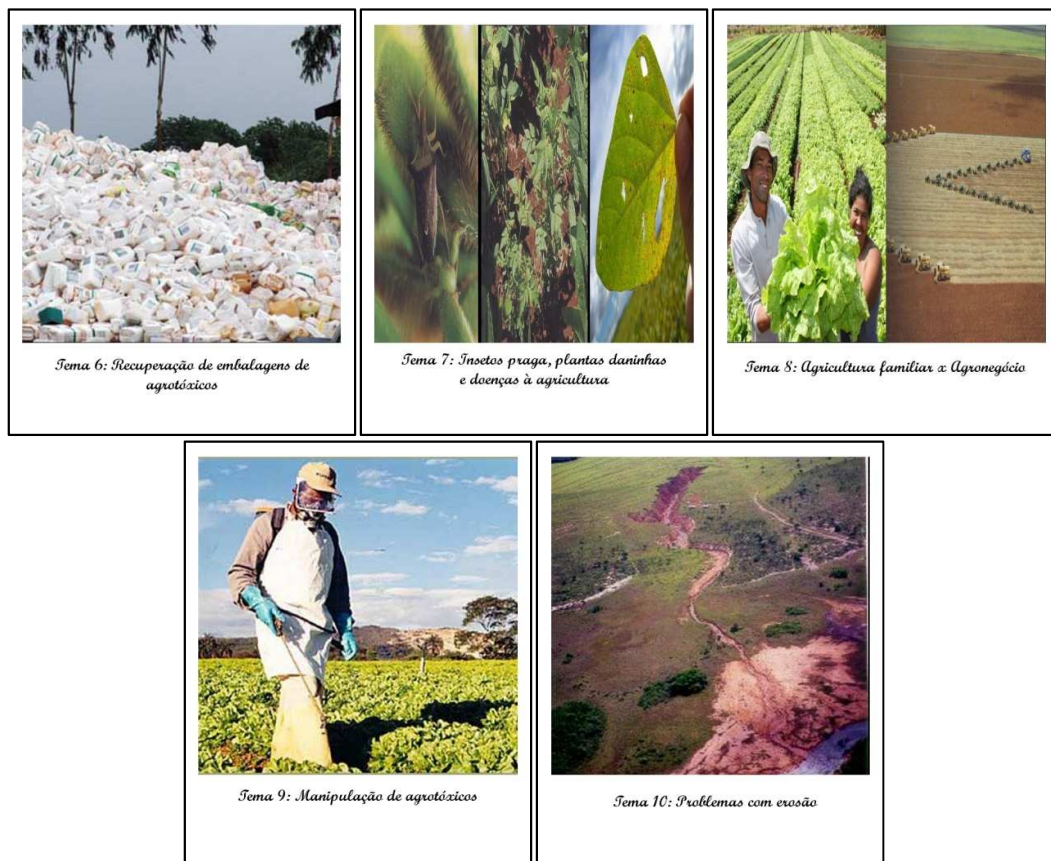 Tema 6: Recuperação de embalagens de
agrotóxicos
Tema 7: Insetos praga, plantas daninhas
e doenças à agricultura
Tema 8: Agricultura familiar x Agronegócio
Tema 9: Manipulação de agrotóxicos
Tema 10: Problemas com erosão